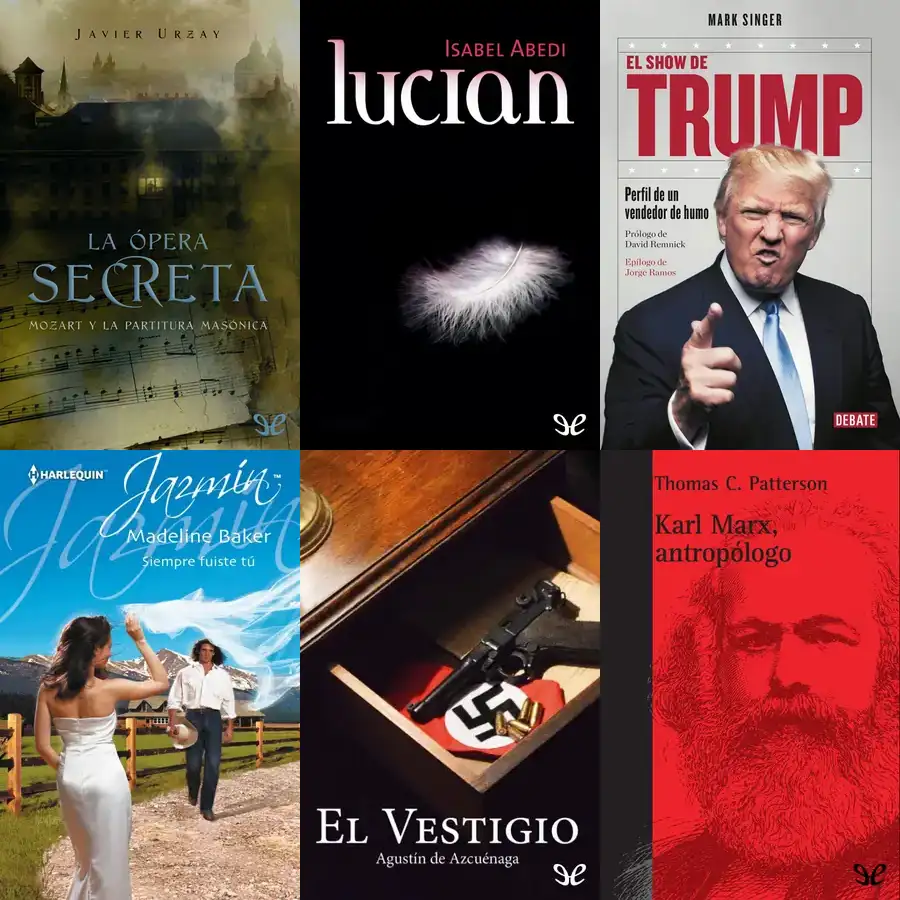 JAVIER URZAY
LA ÓPERA
SECRETA
MOZART Y LA PARTITURA MASÓNICA
ISABEL ABEDI
lucian
MARK SINGER
EL SHOW DE
TRUMP
Perfil de un
vendedor de humo
Prólogo de
David Remnick
Epílogo de
Jorge Ramos
DEBATE
HARLEQUIN™
Jazmín™
Jazmín
Madeline Baker
Siempre fuiste tú
EL VESTIGIO
Agustín de Azcuénaga
Thomas C. Patterson
Karl Marx,
antropólogo